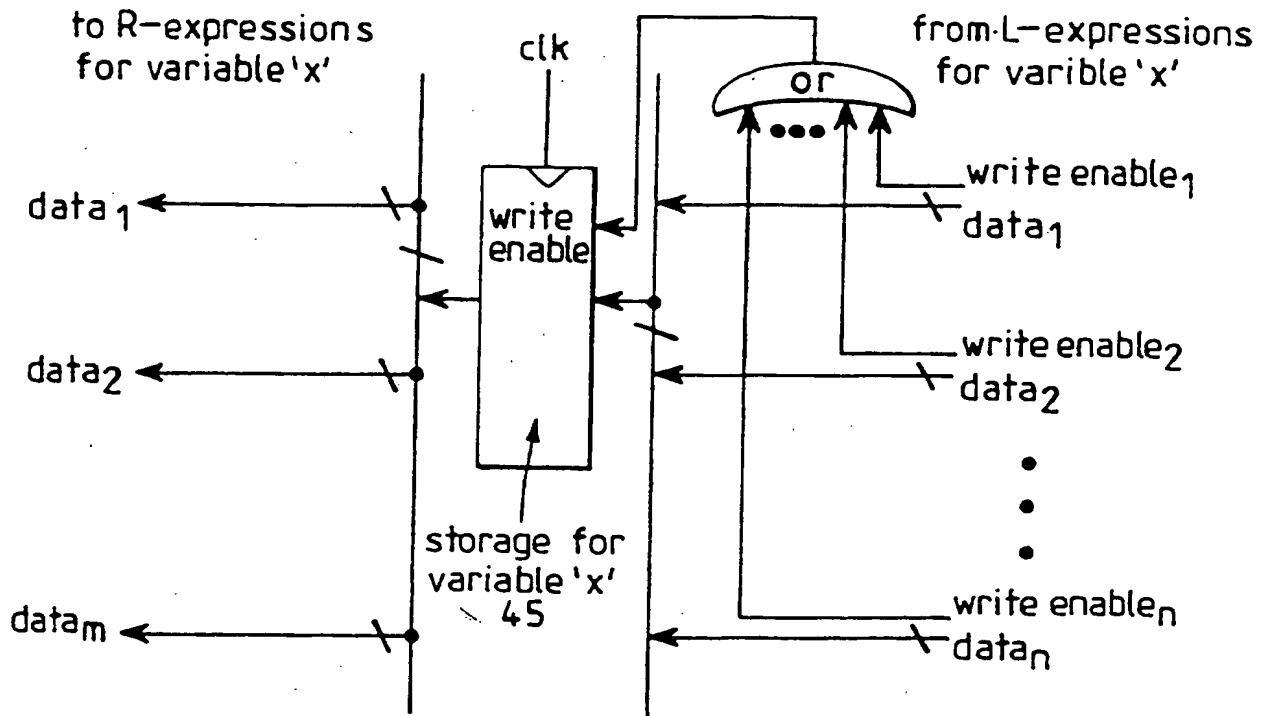 to R-expressions
for variable 'x'
clk
from L-expressions
for varible 'x'
or
write enable₁
data₁
data₁
write
enable
write enable₂
data₂
data₂
storage for
variable 'x'
45
write enableₙ
dataₙ
dataₘ